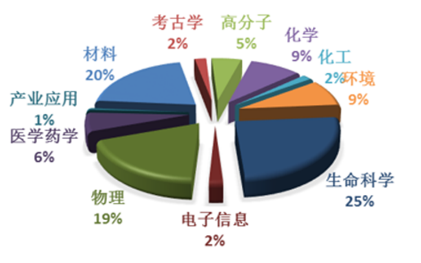 考古学
2%
高分子
5%
化学
9%
化工
2%
环境
9%
生命科学
25%
电子信息
2%
物理
19%
医学药学
6%
产业应用
1%
材料
20%